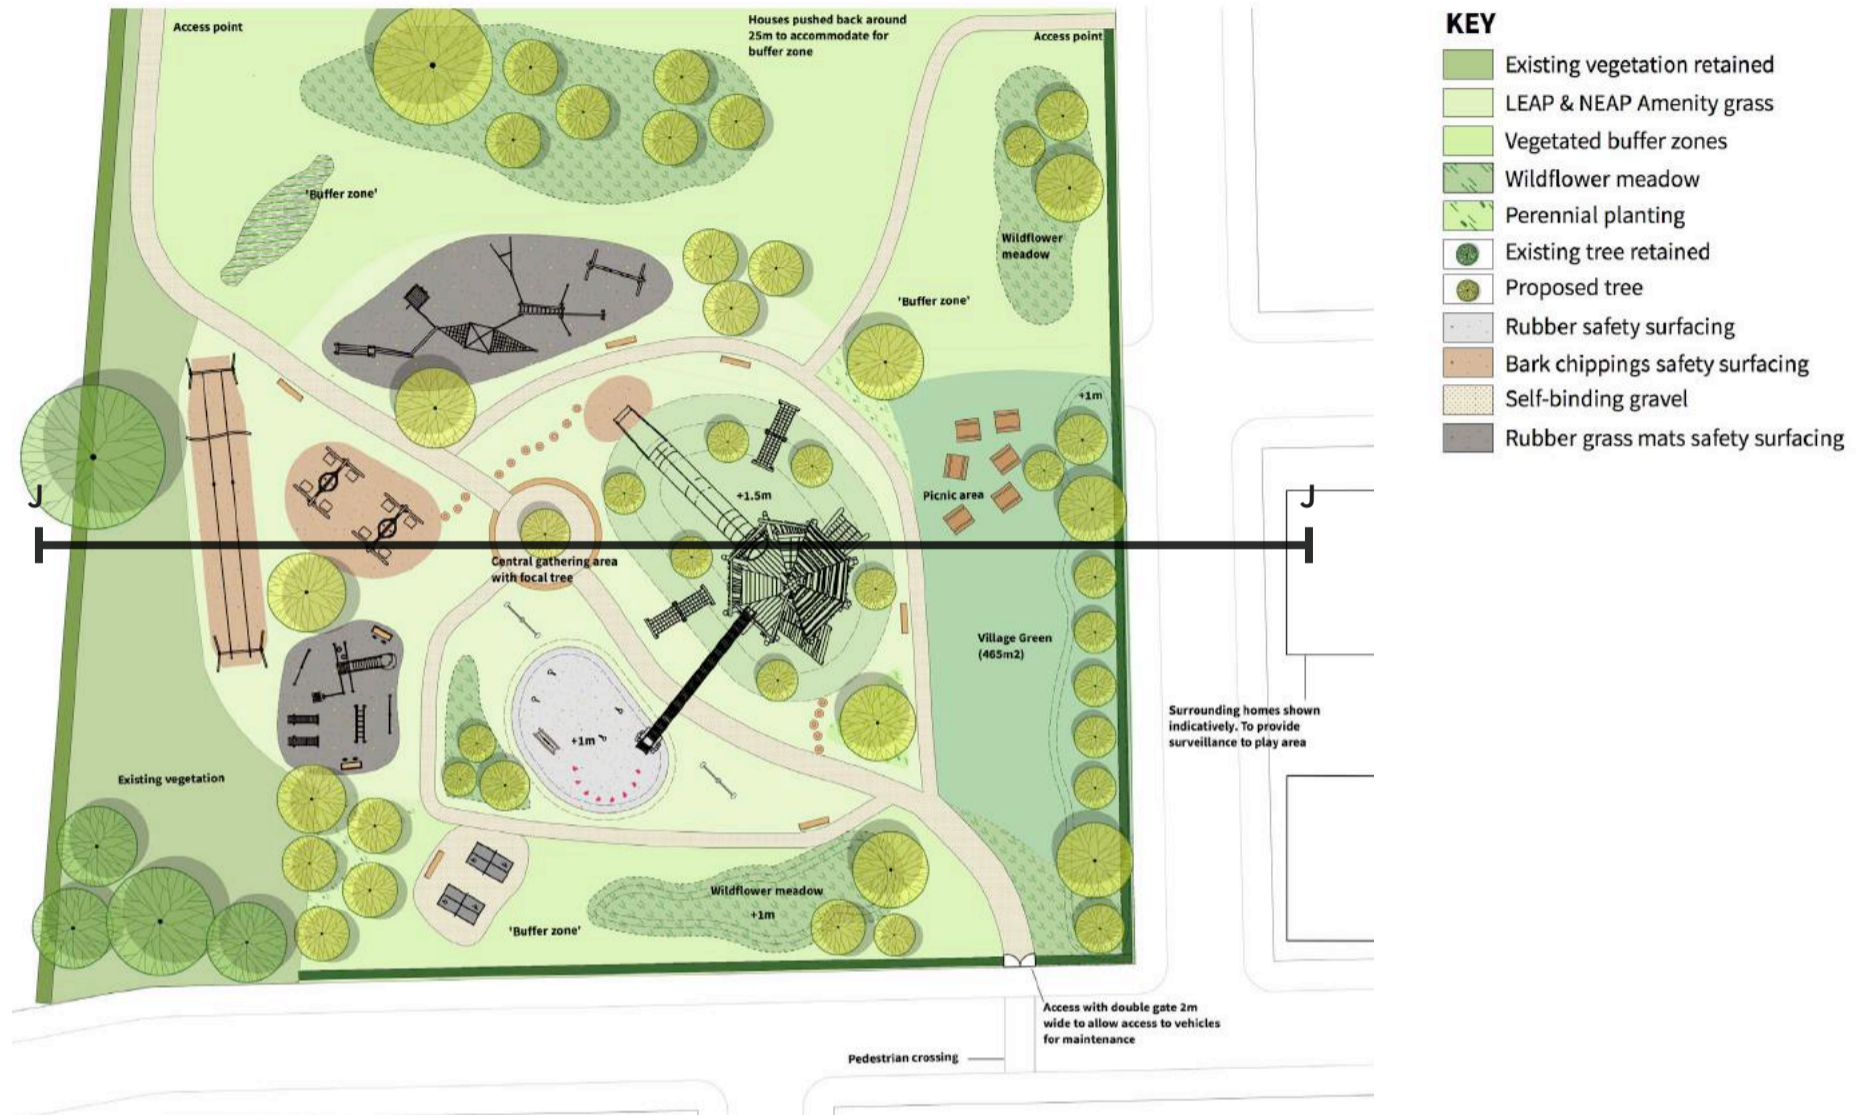 Access point
Houses pushed back around
25m to accommodate for
buffer zone
Access point
'Buffer zone'
Wildflower
meadow
'Buffer zone'
+1m
Picnic area
+1.5m
J
J
Central gathering area
with focal tree
Village Green
(465m2)
+1m
Surrounding homes shown
indicatively. To provide
surveillance to play area
Existing vegetation
Wildflower meadow
+1m
'Buffer zone'
Access with double gate 2m
wide to allow access to vehicles
for maintenance
Pedestrian crossing
KEY
Existing vegetation retained
LEAP & NEAP Amenity grass
Vegetated buffer zones
Wildflower meadow
Perennial planting
Existing tree retained
Proposed tree
Rubber safety surfacing
Bark chippings safety surfacing
Self-binding gravel
Rubber grass mats safety surfacing